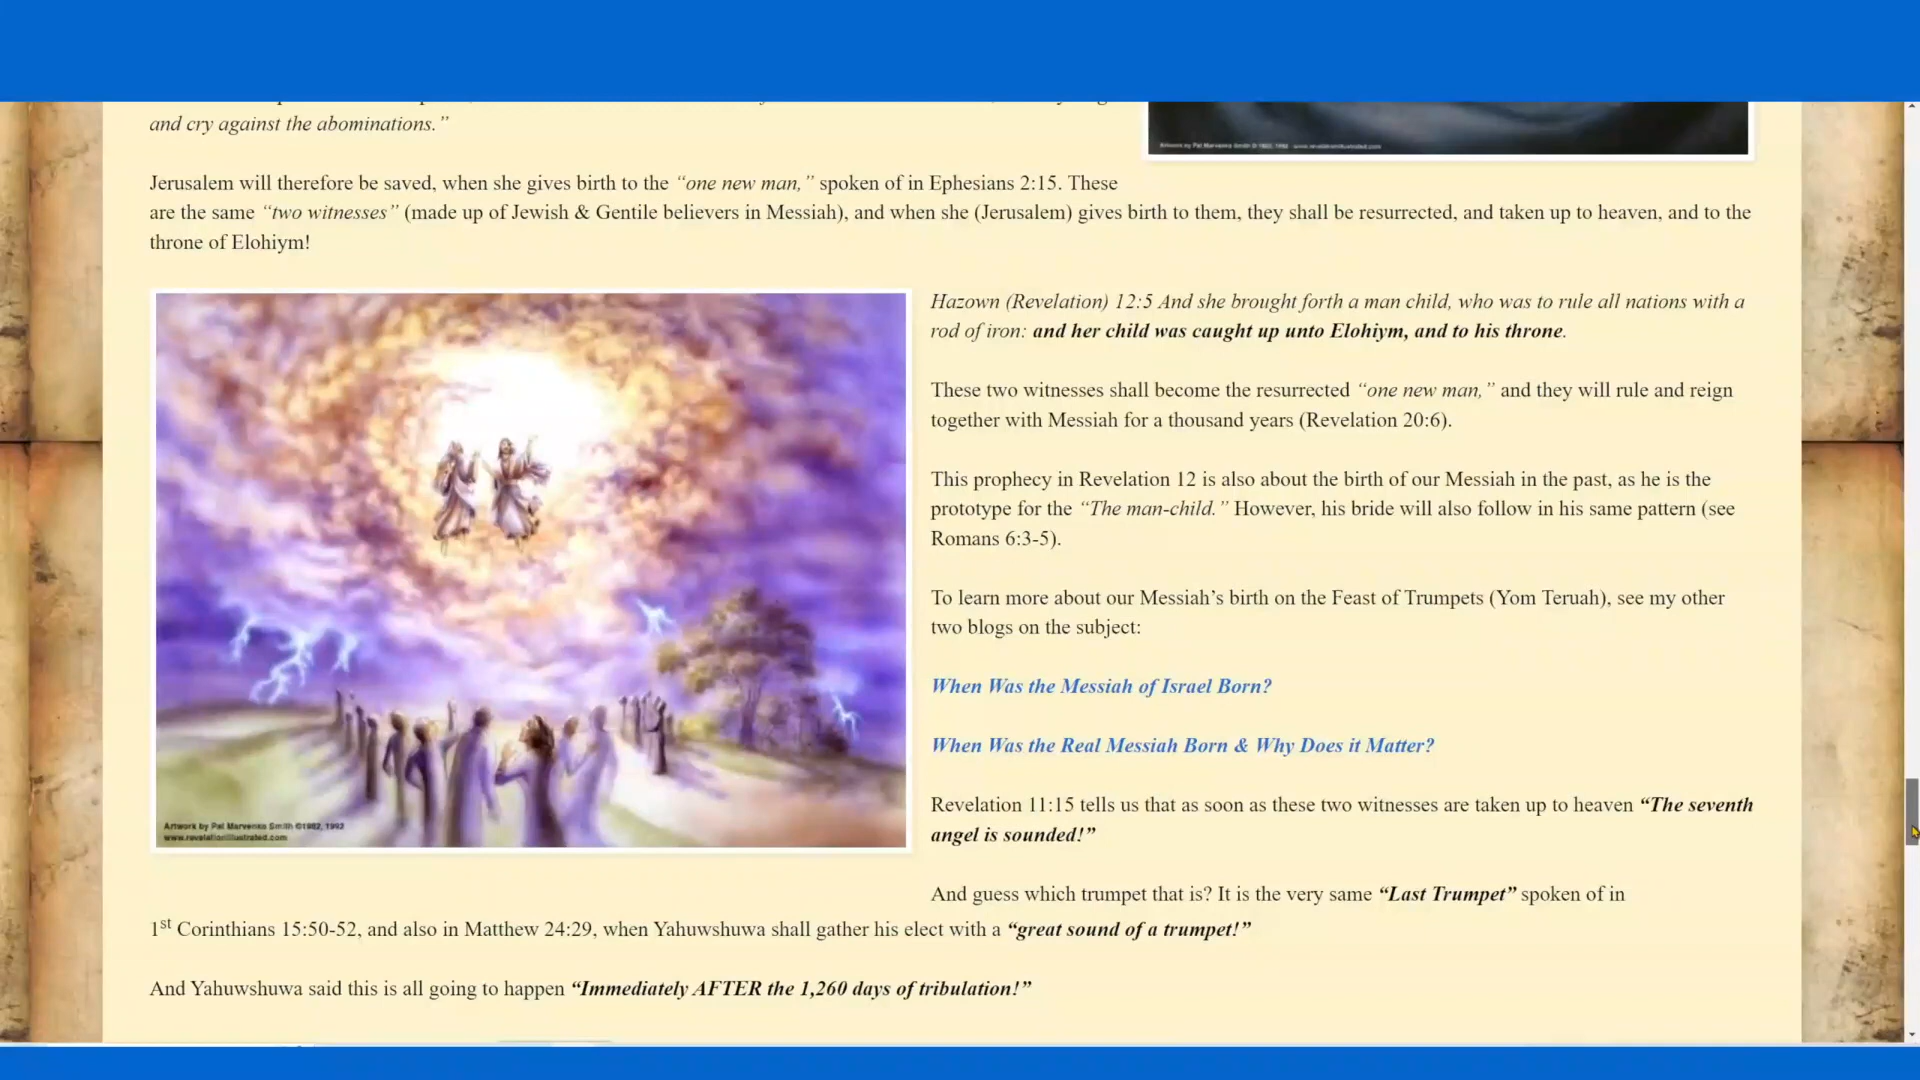 and cry against the abominations.”
Artwork by Pat Marvenko Smith © 1982, 1992 - www.revelationillustrated.com
Jerusalem will therefore be saved, when she gives birth to the “one new man,” spoken of in Ephesians 2:15. These
are the same “two witnesses” (made up of Jewish & Gentile believers in Messiah), and when she (Jerusalem) gives birth to them, they shall be resurrected, and taken up to heaven, and to the
throne of Elohiym!
Hazown (Revelation) 12:5 And she brought forth a man child, who was to rule all nations with a
rod of iron: and her child was caught up unto Elohiym, and to his throne.
These two witnesses shall become the resurrected “one new man,” and they will rule and reign
together with Messiah for a thousand years (Revelation 20:6).
This prophecy in Revelation 12 is also about the birth of our Messiah in the past, as he is the
prototype for the “The man-child.” However, his bride will also follow in his same pattern (see
Romans 6:3-5).
To learn more about our Messiah’s birth on the Feast of Trumpets (Yom Teruah), see my other
two blogs on the subject:
When Was the Messiah of Israel Born?
When Was the Real Messiah Born & Why Does it Matter?
Revelation 11:15 tells us that as soon as these two witnesses are taken up to heaven “The seventh
angel is sounded!”
Artwork by Pat Marvenko Smith ©1982, 1992
www.revelationillustrated.com
And guess which trumpet that is? It is the very same “Last Trumpet” spoken of in
1st Corinthians 15:50-52, and also in Matthew 24:29, when Yahuwshuwa shall gather his elect with a “great sound of a trumpet!”
And Yahuwshuwa said this is all going to happen “Immediately AFTER the 1,260 days of tribulation!”